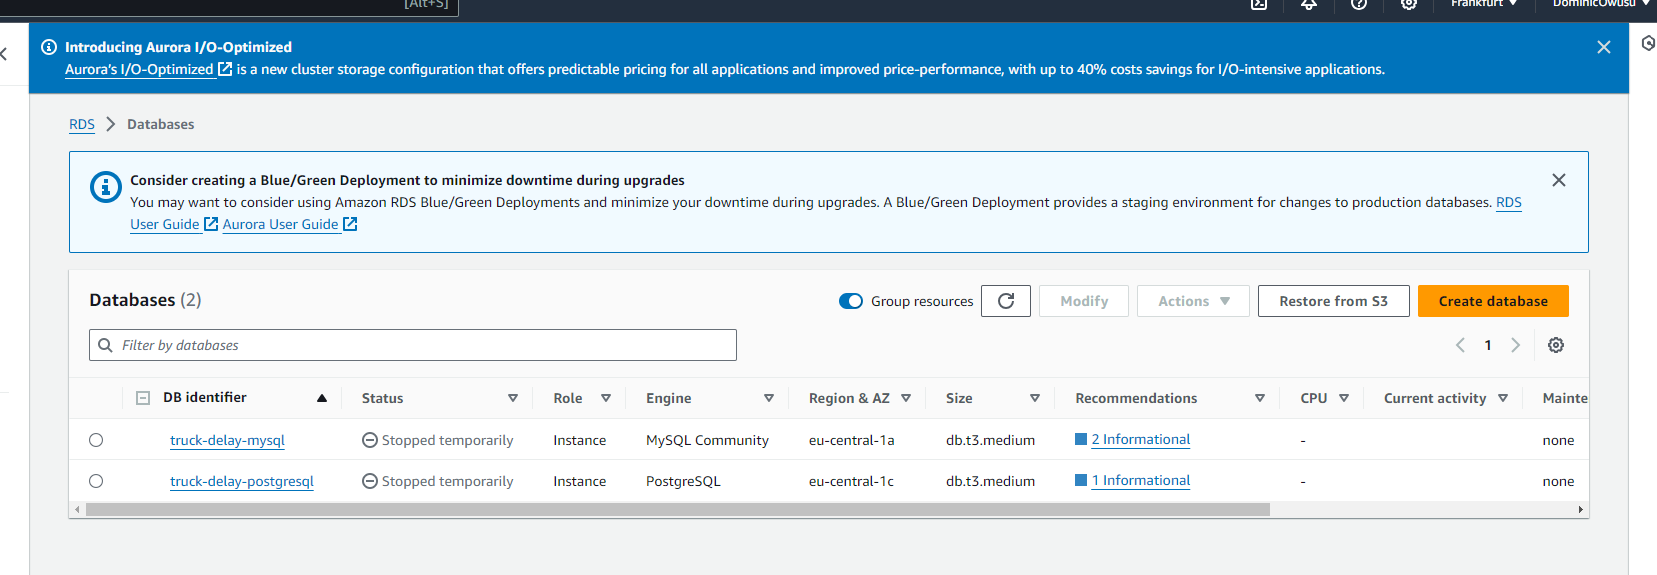 [Alt+S]
Frankfurt
DominicOwusu
Introducing Aurora I/O-Optimized
Aurora's I/O-Optimized is a new cluster storage configuration that offers predictable pricing for all applications and improved price-performance, with up to 40% costs savings for I/O-intensive applications.
RDS > Databases
Consider creating a Blue/Green Deployment to minimize downtime during upgrades
You may want to consider using Amazon RDS Blue/Green Deployments and minimize your downtime during upgrades. A Blue/Green Deployment provides a staging environment for changes to production databases. RDS
User Guide Aurora User Guide
Databases (2)
Group resources
Modify
Actions
Restore from S3
Create database
Filter by databases
1
DB identifier Status Role Engine Region & AZ Size Recommendations CPU Current activity Mainte
truck-delay-mysql Stopped temporarily Instance MySQL Community eu-central-1a db.t3.medium 2 Informational - none
truck-delay-postgresql Stopped temporarily Instance PostgreSQL eu-central-1c db.t3.medium 1 Informational - none